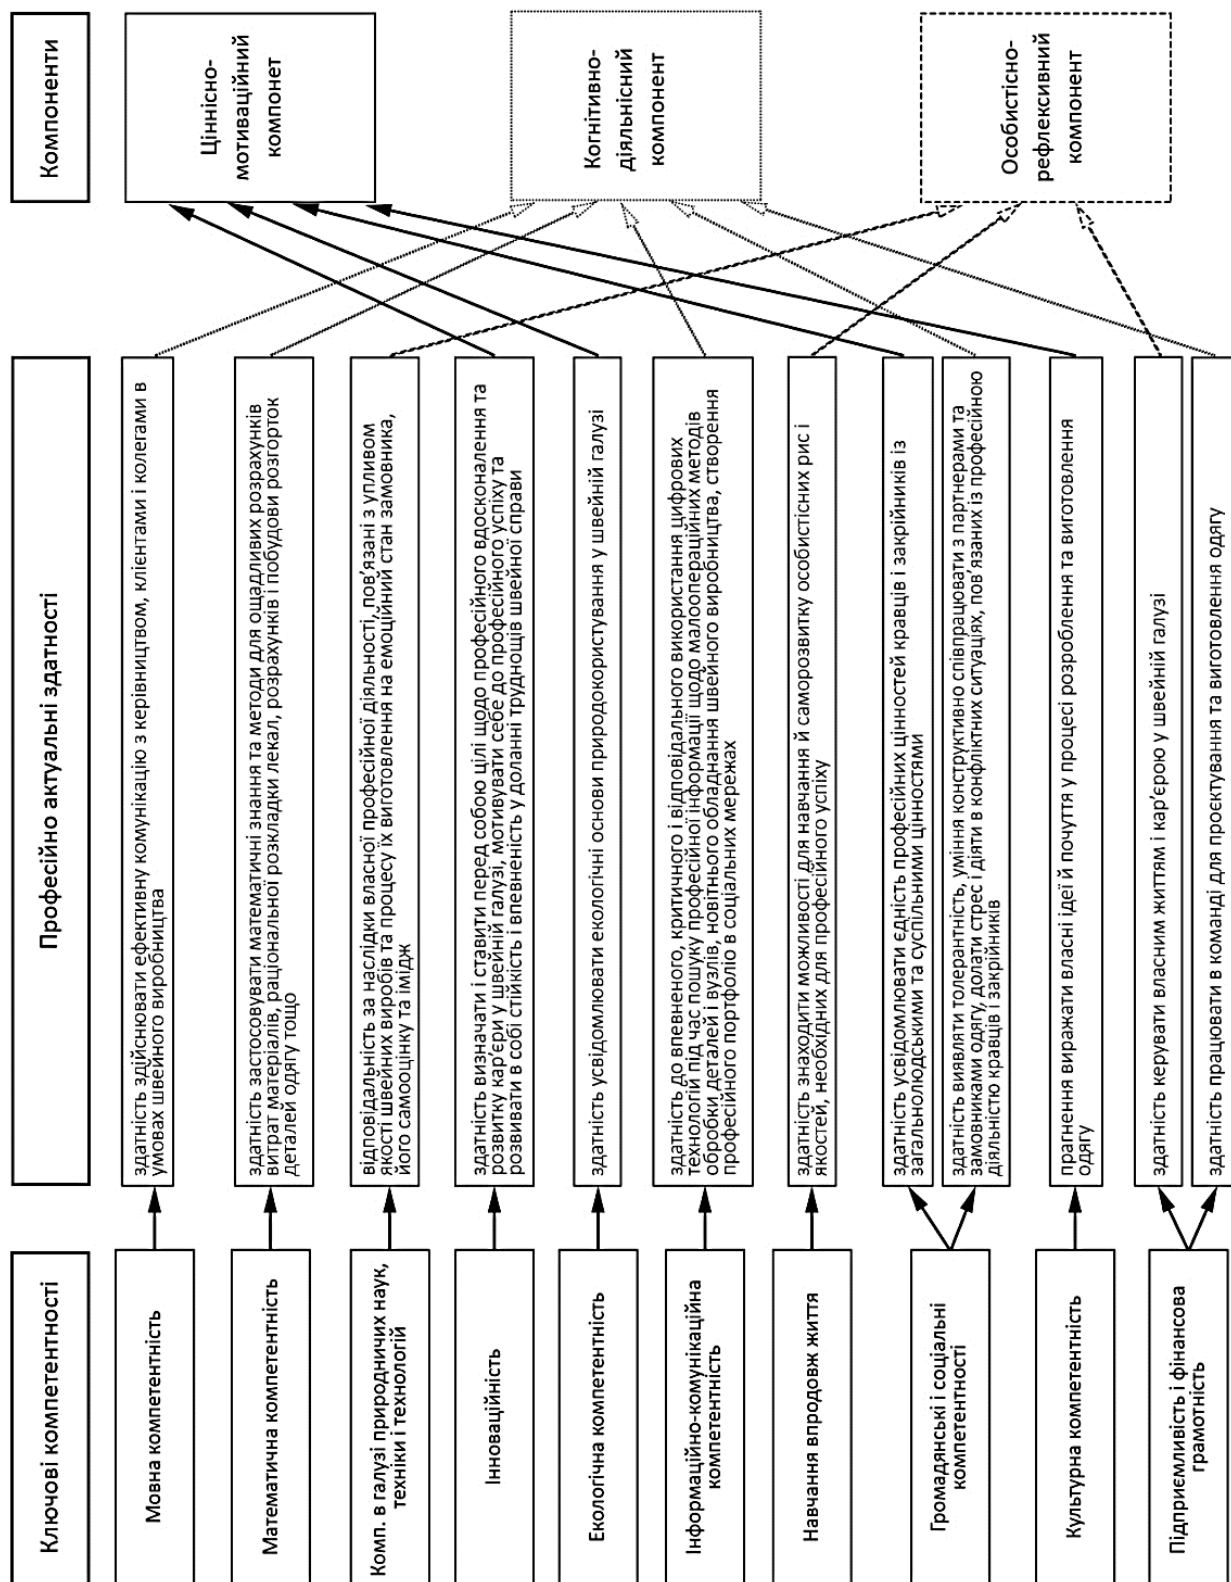 Ключові компетентності
Професійно актуальні здатності
Компоненти
Мовна компетентність
здатність здійснювати ефективну комунікацію з керівництвом, клієнтами і колегами в
умовах швейного виробництва
Математична компетентність
здатність застосовувати математичні знання та методи для ощадливих розрахунків
витрат матеріалів, раціональної розкладки лекал, розрахунків і побудови розгорток
деталей одягу тощо
Комп. в галузі природничих наук,
техніки і технологій
відповідальність за наслідки власної професійної діяльності, пов’язані з упливом
якості швейних виробів та процесу їх виготовлення на емоційний стан замовника,
його самооцінку та імідж
Інноваційність
здатність визначати і ставити перед собою цілі щодо професійного вдосконалення та
розвитку кар’єри у швейній галузі, мотивувати себе до професійного успіху та
розвивати в собі стійкість і впевненість у доланні труднощів швейної справи
Екологічна компетентність
здатність усвідомлювати екологічні основи природокористування у швейній галузі
Інформаційно-комунікаційна
компетентність
здатність до впевненого, критичного і відповідального використання цифрових
технологій під час пошуку професійної інформації щодо малоопераційних методів
обробки деталей і вузлів, новітнього обладнання швейного виробництва, створення
професійного портфоліо в соціальних мережах
Навчання впродовж життя
здатність знаходити можливості для навчання й саморозвитку особистісних рис і
якостей, необхідних для професійного успіху
Громадянські і соціальні
компетентності
здатність усвідомлювати єдність професійних цінностей кравців і закрійників із
загальнолюдськими та суспільними цінностями
здатність виявляти толерантність, уміння конструктивно співпрацювати з партнерами та
замовниками одягу, долати стрес і діяти в конфліктних ситуаціях, пов’язаних із професійною
діяльністю кравців і закрійників
Культурна компетентність
прагнення виражати власні ідеї й почуття у процесі розроблення та виготовлення
одягу
Підприємливість і фінансова
грамотність
здатність керувати власним життям і кар’єрою у швейній галузі
здатність працювати в команді для проєктування та виготовлення одягу
Ціннісно-
мотиваційний
компонет
Когнітивно-
діяльнісний
компонент
Особистісно-
рефлексивний
компонент